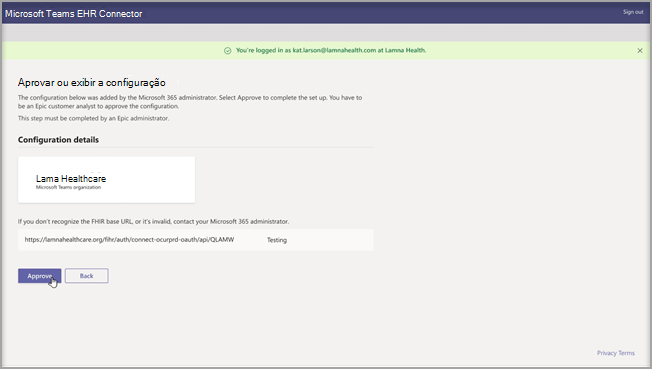 Microsoft Teams EHR Connector
Sign out
You're logged in as kat.larson@lamnahealth.com at Lamna Health.
Aprovar ou exibir a configuração
The configuration below was added by the Microsoft 365 administrator. Select Approve to complete the set up. You have to
be an Epic customer analyst to approve the configuration.
This step must be completed by an Epic administrator.
Configuration details
Lama Healthcare
Microsoft Teams organization
If you don't recognize the FHIR base URL, or it's invalid, contact your Microsoft 365 administrator.
https://lamnahealthcare.org/fihr/auth/connect-ocurprd-oauth/api/QLAMW
Testing
Approve
Back
Privacy Terms